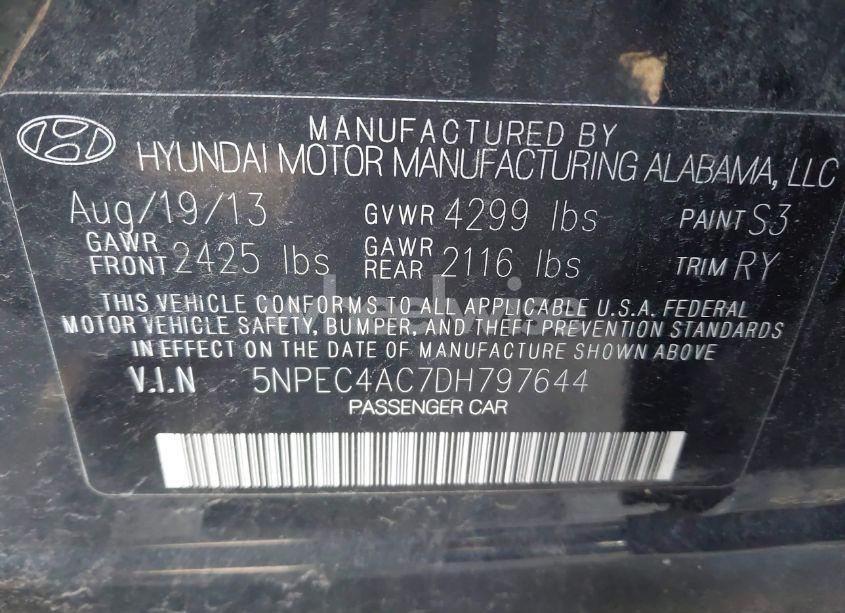 MANUFACTURED BY
HYUNDAI MOTOR MANUFACTURING ALABAMA, LLC
Aug/19/13 GVWR 4299 lbs PAINT S3
GAWR FRONT 2425 lbs GAWR REAR 2116 lbs TRIM RY
THIS VEHICLE CONFORMS TO ALL APPLICABLE U.S.A. FEDERAL
MOTOR VEHICLE SAFETY, BUMPER, AND THEFT PREVENTION STANDARDS
IN EFFECT ON THE DATE OF MANUFACTURE SHOWN ABOVE
V.I.N 5NPEC4AC7DH797644
PASSENGER CAR